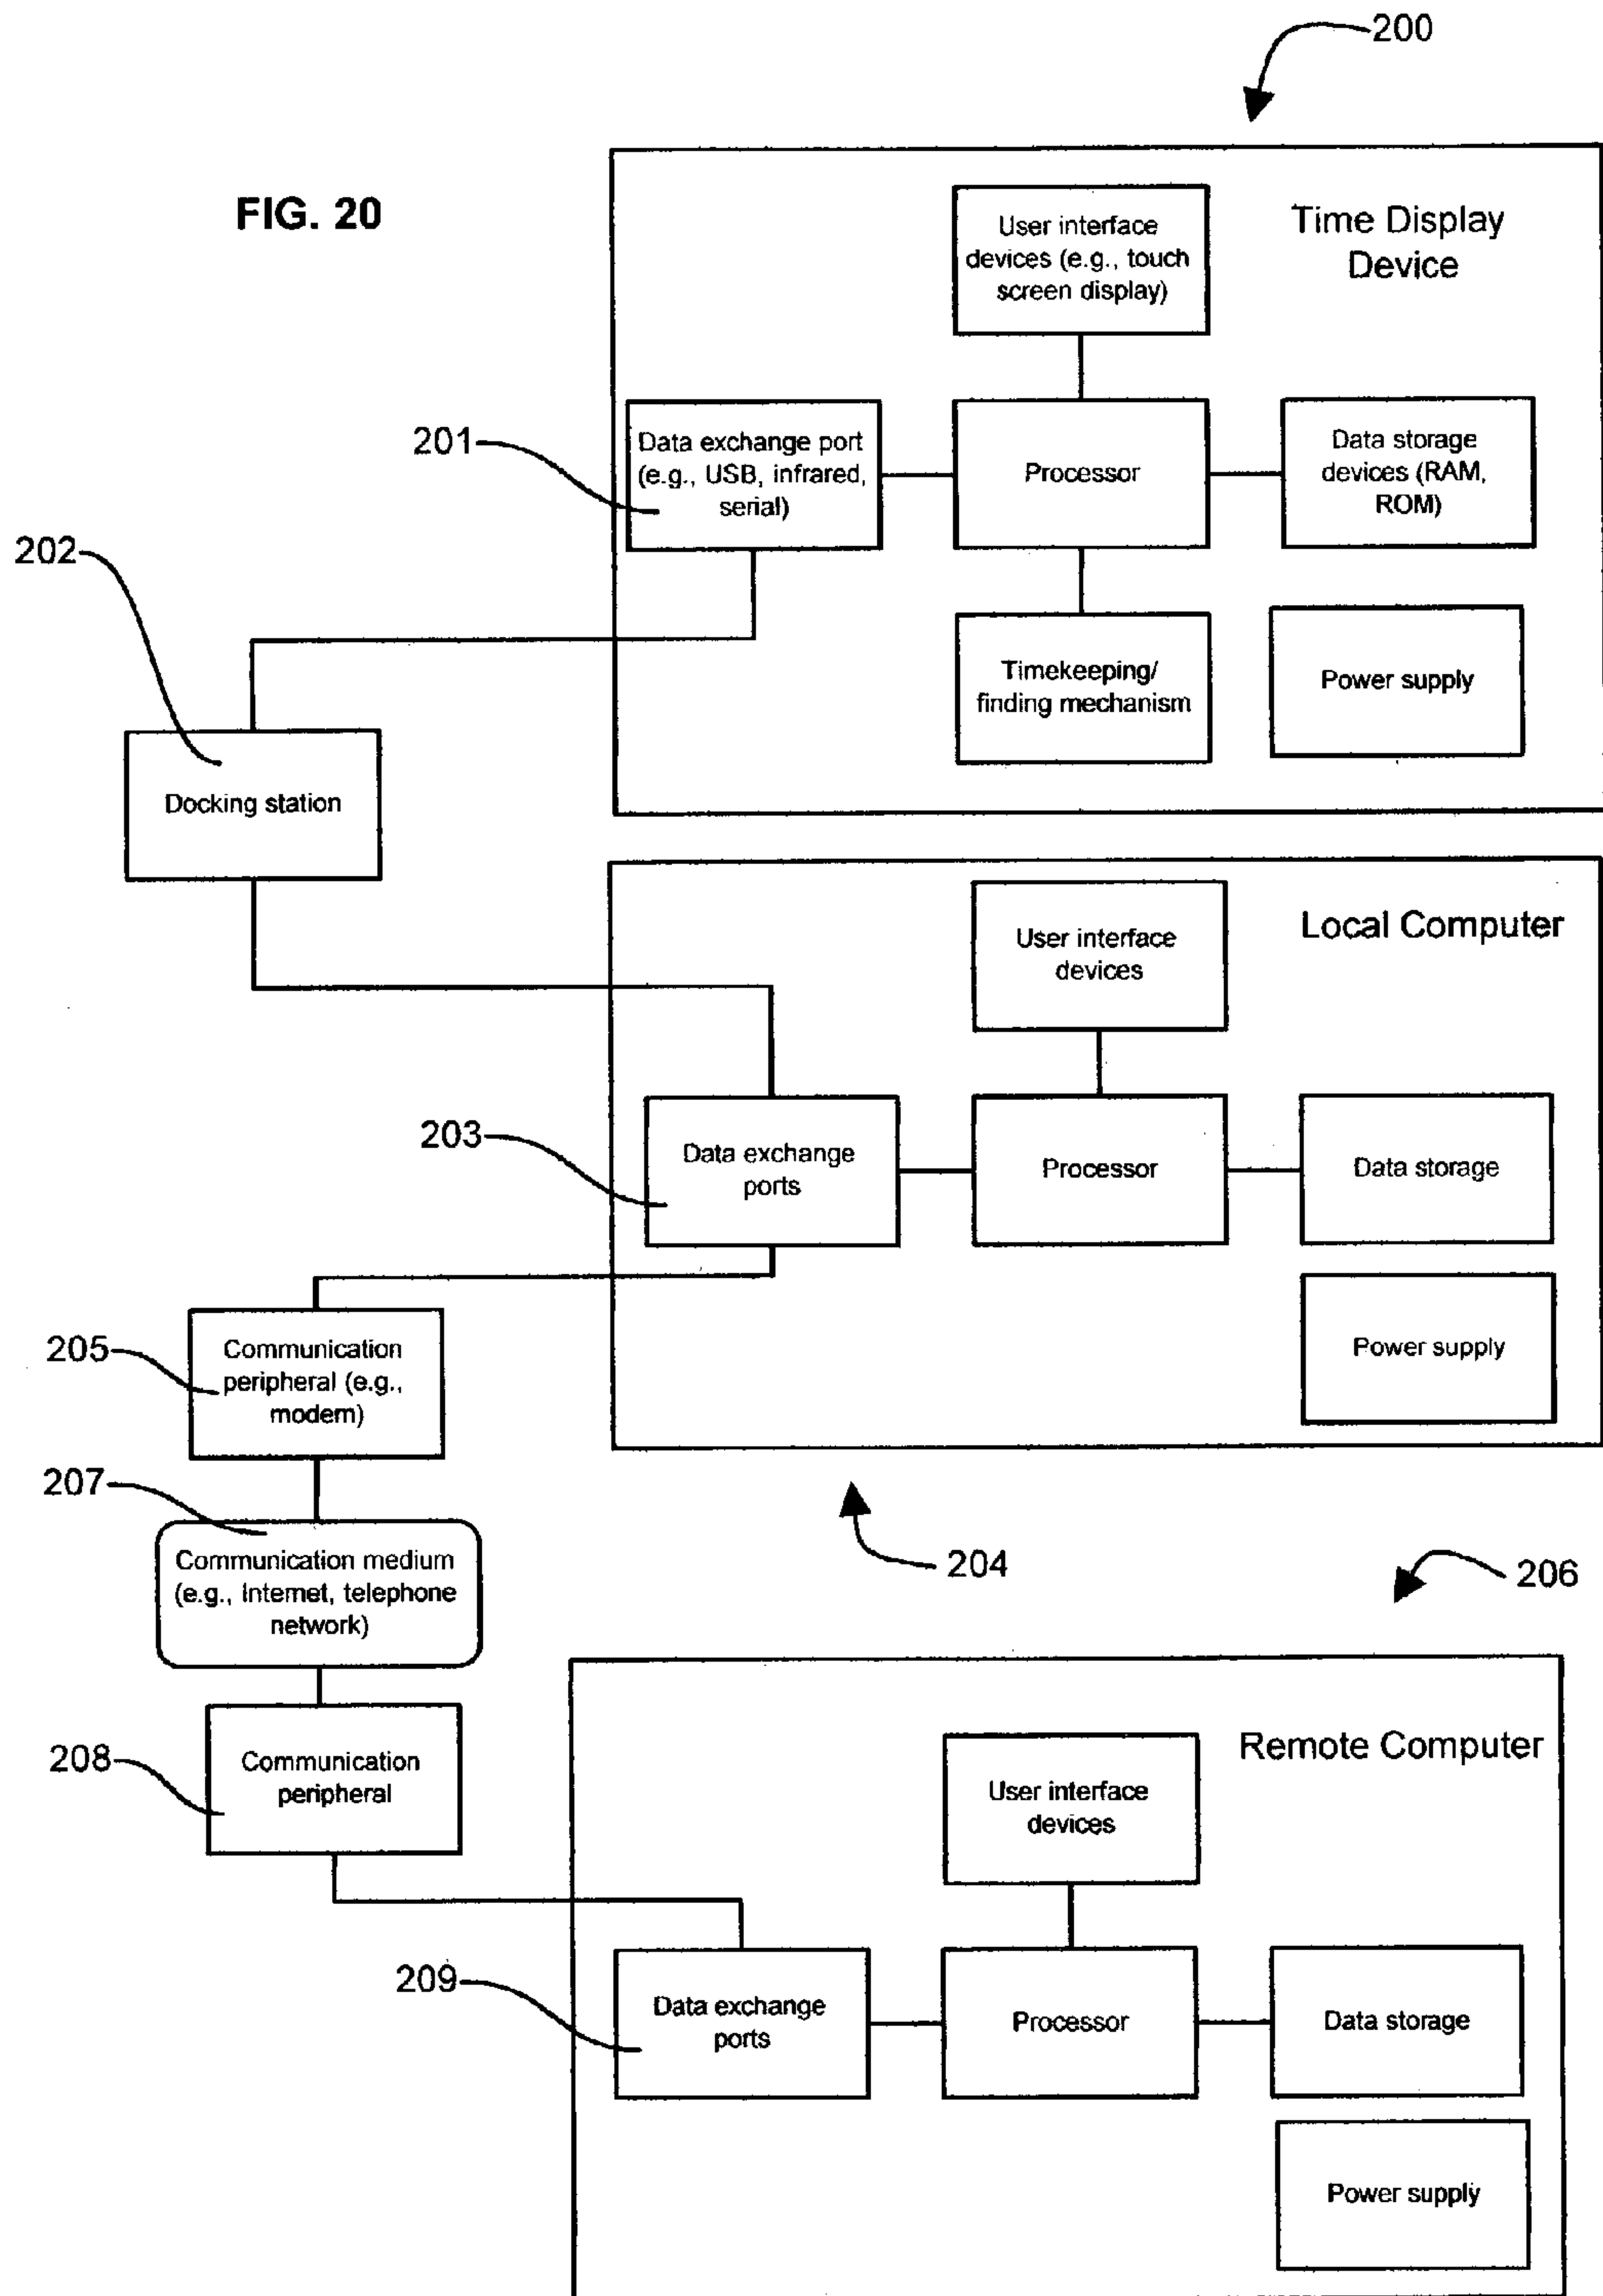 200
FIG. 20
Time Display
Device
User interface
devices (e.g., touch
screen display)
201
Data exchange port
(e.g., USB, infrared,
serial)
Processor
Data storage
devices (RAM,
ROM)
202
Timekeeping/
finding mechanism
Power supply
Docking station
Local Computer
User interface
devices
203
Data exchange
ports
Processor
Data storage
205
Communication
peripheral (e.g.,
modem)
Power supply
207
Communication medium
(e.g., Internet, telephone
network)
204
206
208
Communication
peripheral
Remote Computer
User interface
devices
209
Data exchange
ports
Processor
Data storage
Power supply